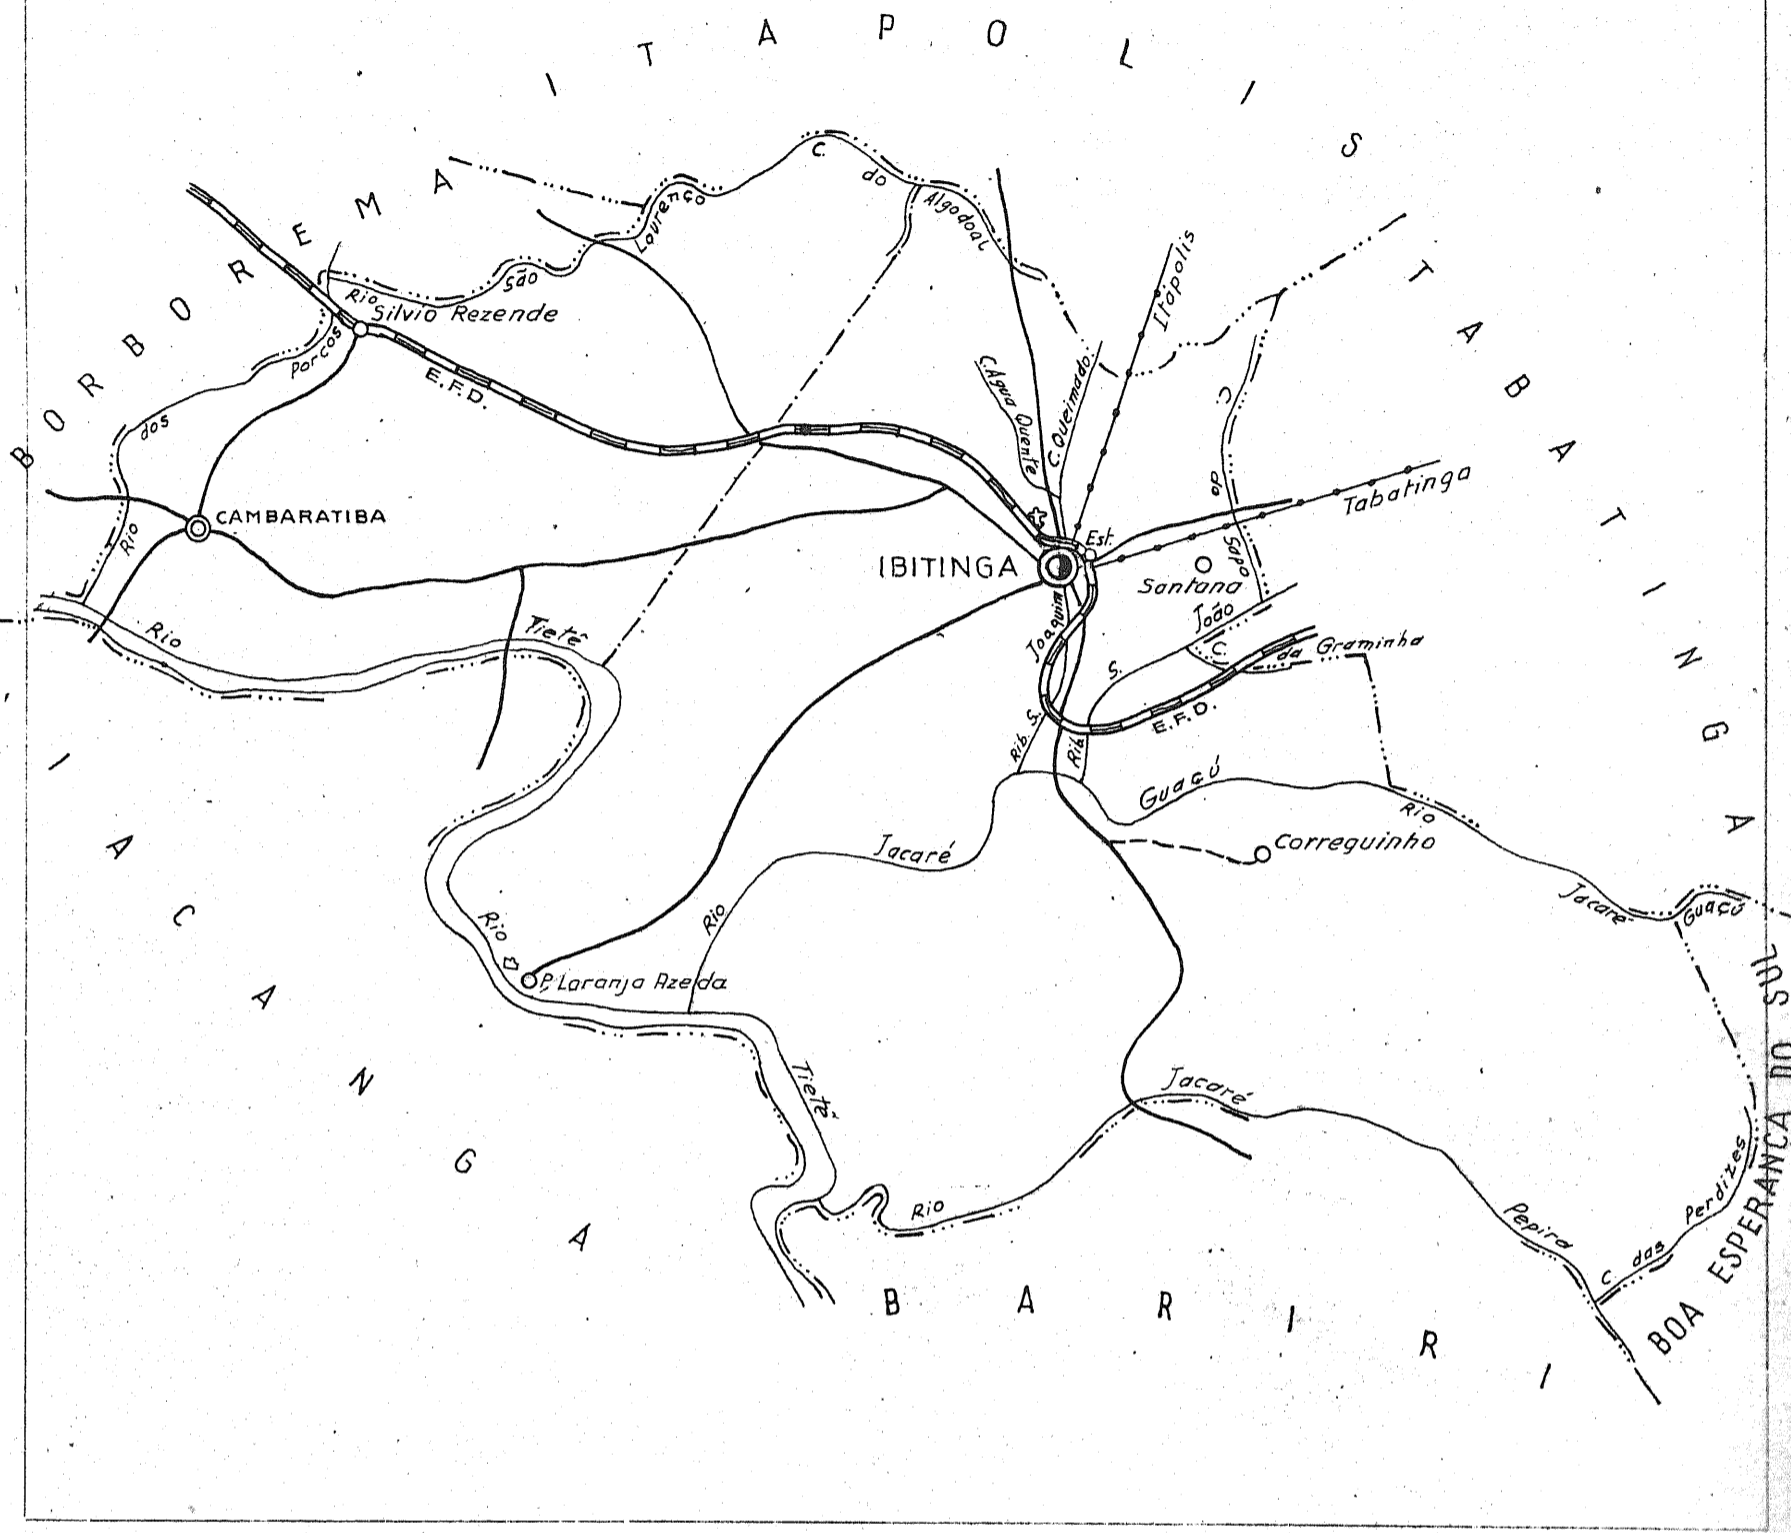 ITAPOLIS
BORBOREMA
TABATINGA
C. do Algodoal
Rio São Lourenço
Silvio Rezende
Rio dos Porcos
E.F.D.
Itápolis
C. Agua Quente
C. Queimado
C. do Sapo
Tabatinga
CAMBARATIBA
Est.
IBITINGA
Santana
Rio Tietê
Rib. S. Joaquim
Rib. S. João
C. da Graminha
E.F.D.
IACANGA
Rio Jacaré Guaçú
Correguinho
Rio Jacaré Guaçú
Rio Tietê
P. Laranja Azeda
Rio Jacaré Pepira
C. das Perdizes
BARIRI
BOA ESPERANCA DO SUL